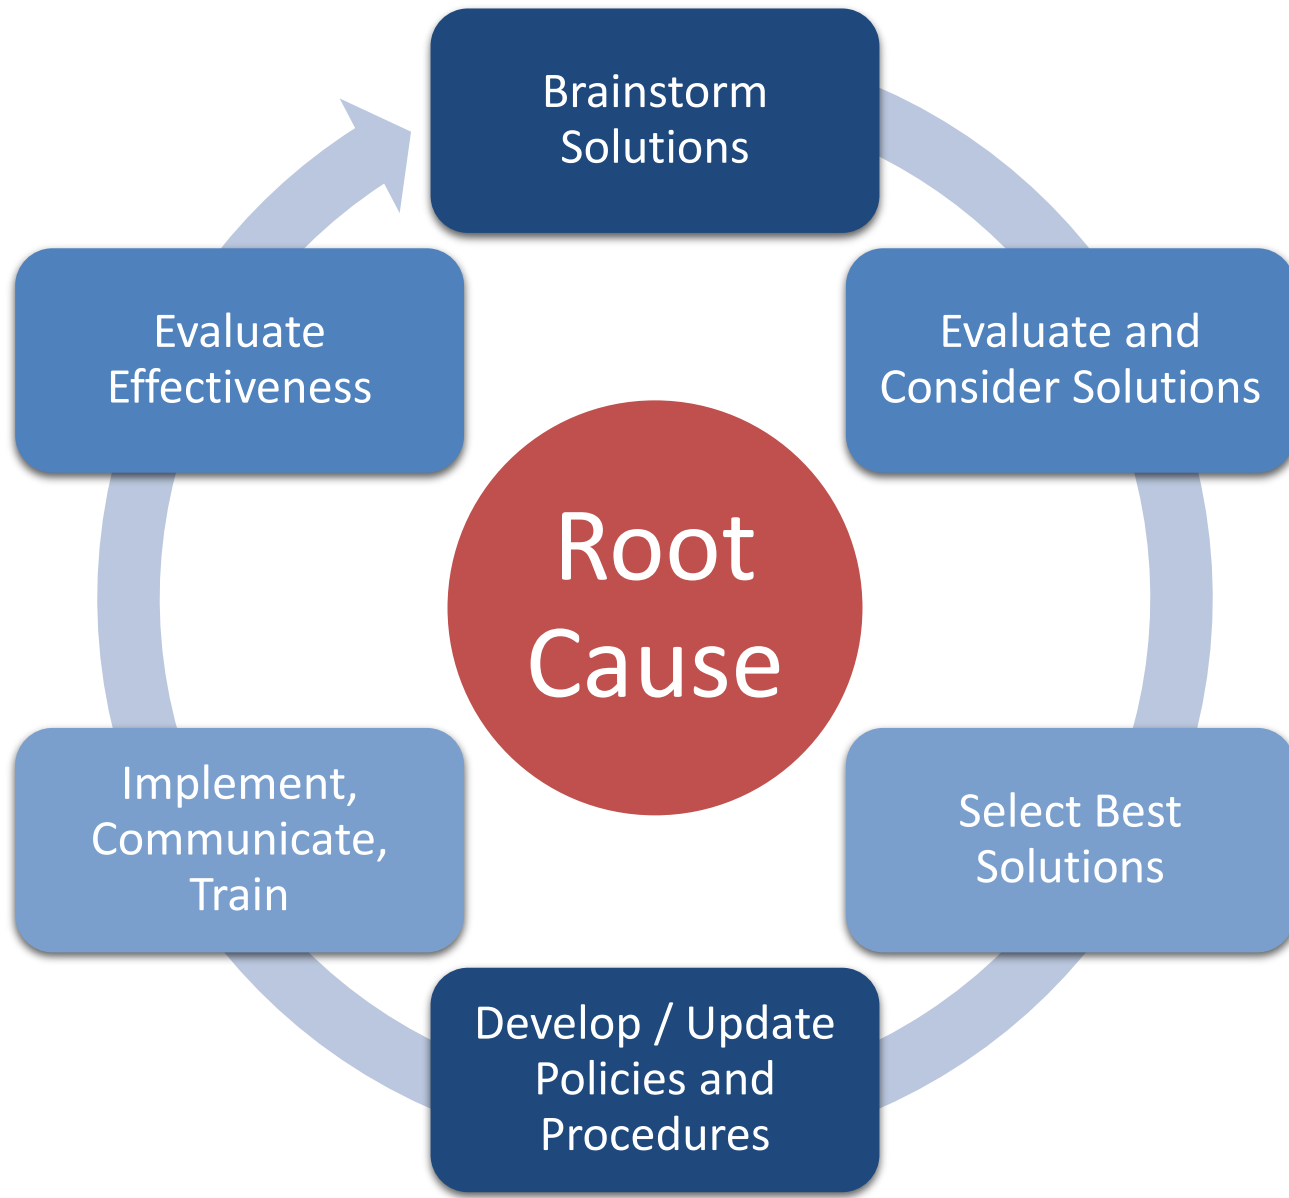 Brainstorm
Solutions
Evaluate and
Consider Solutions
Select Best
Solutions
Develop / Update
Policies and
Procedures
Implement,
Communicate,
Train
Evaluate
Effectiveness
Root
Cause